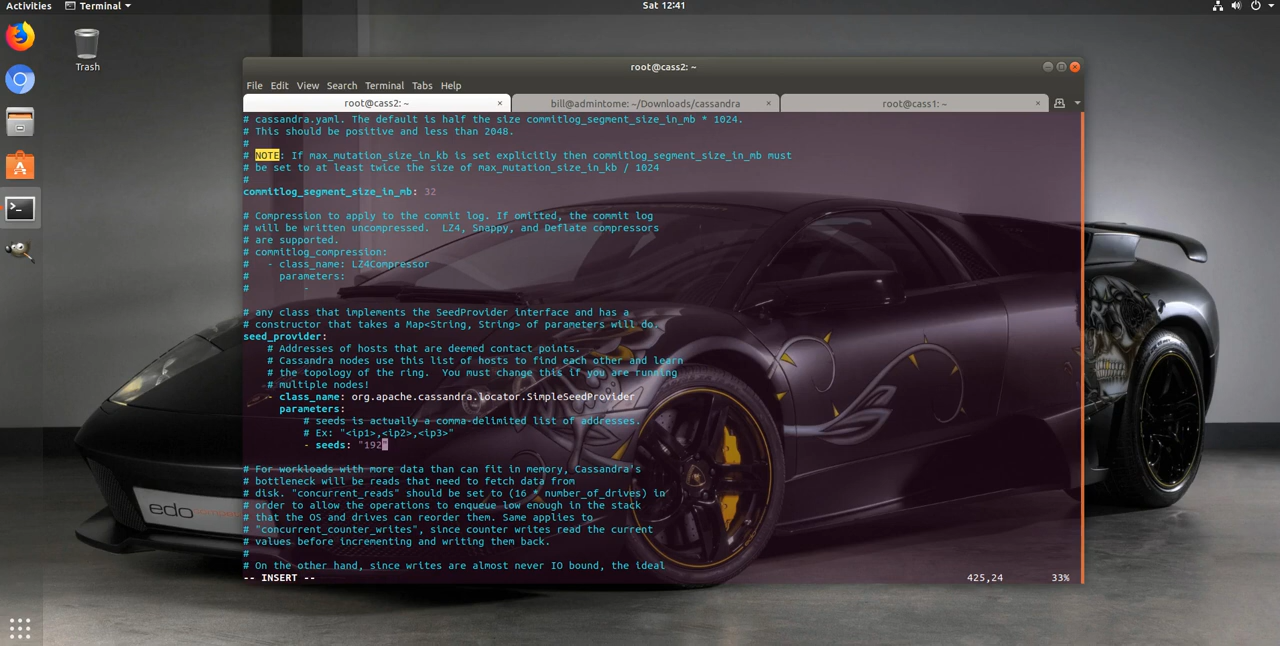 Activities
Terminal
Sat 12:41
Trash
root@cass2: ~
File Edit View Search Terminal Tabs Help
root@cass2: ~ × bill@admintome: ~/Downloads/cassandra × root@cass1: ~ ×
# cassandra.yaml. The default is half the size commitlog_segment_size_in_mb * 1024.
# This should be positive and less than 2048.
#
# NOTE: If max_mutation_size_in_kb is set explicitly then commitlog_segment_size_in_mb must
# be set to at least twice the size of max_mutation_size_in_kb / 1024
#
commitlog_segment_size_in_mb: 32
# Compression to apply to the commit log. If omitted, the commit log
# will be written uncompressed.  LZ4, Snappy, and Deflate compressors
# are supported.
# commitlog_compression:
#   - class_name: LZ4Compressor
#     parameters:
#         -
# any class that implements the SeedProvider interface and has a
# constructor that takes a Map<String, String> of parameters will do.
seed_provider:
    # Addresses of hosts that are deemed contact points.
    # Cassandra nodes use this list of hosts to find each other and learn
    # the topology of the ring.  You must change this if you are running
    # multiple nodes!
    - class_name: org.apache.cassandra.locator.SimpleSeedProvider
      parameters:
          # seeds is actually a comma-delimited list of addresses.
          # Ex: "<ip1>,<ip2>,<ip3>"
          - seeds: "192"
# For workloads with more data than can fit in memory, Cassandra's
# bottleneck will be reads that need to fetch data from
# disk. "concurrent_reads" should be set to (16 * number_of_drives) in
# order to allow the operations to enqueue low enough in the stack
# that the OS and drives can reorder them. Same applies to
# "concurrent_counter_writes", since counter writes read the current
# values before incrementing and writing them back.
#
# On the other hand, since writes are almost never IO bound, the ideal
-- INSERT -- 425,24 33%
edo